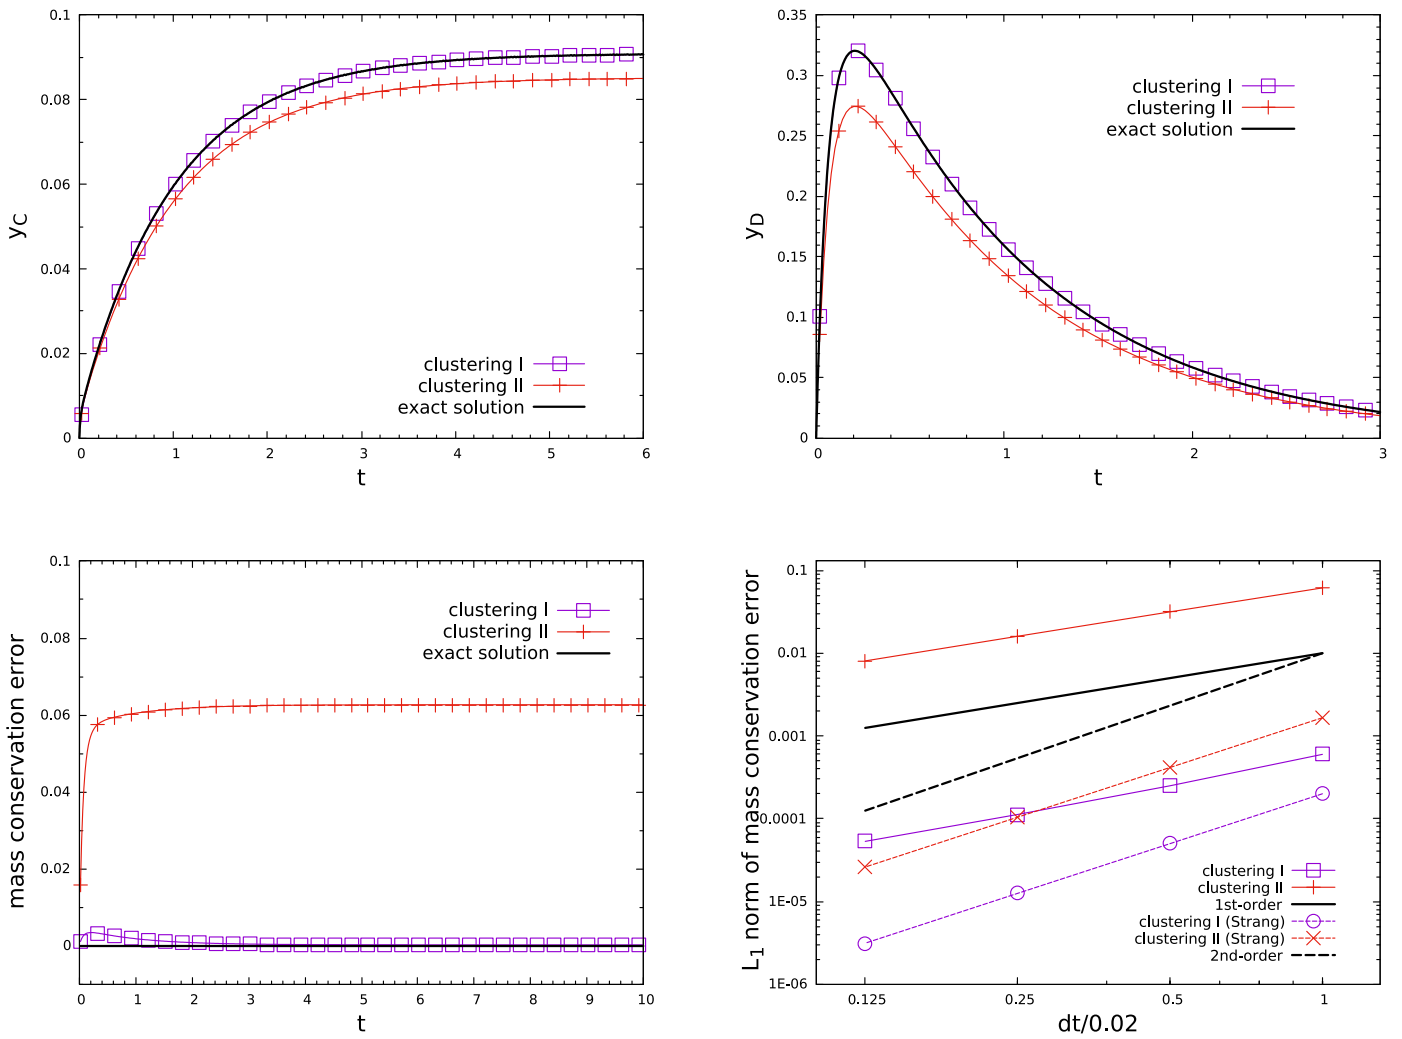 0.1
0.08
0.06
0.04
0.02
0
y_C
clustering I
clustering II
exact solution
0 1 2 3 4 5 6
t
0.35
0.3
0.25
0.2
0.15
0.1
0.05
0
y_D
clustering I
clustering II
exact solution
0 1 2 3
t
0.1
0.08
0.06
0.04
0.02
0
mass conservation error
clustering I
clustering II
exact solution
0 1 2 3 4 5 6 7 8 9 10
t
0.1
0.01
0.001
0.0001
1E-05
1E-06
L_1 norm of mass conservation error
clustering I
clustering II
1st-order
clustering I (Strang)
clustering II (Strang)
2nd-order
0.125 0.25 0.5 1
dt/0.02